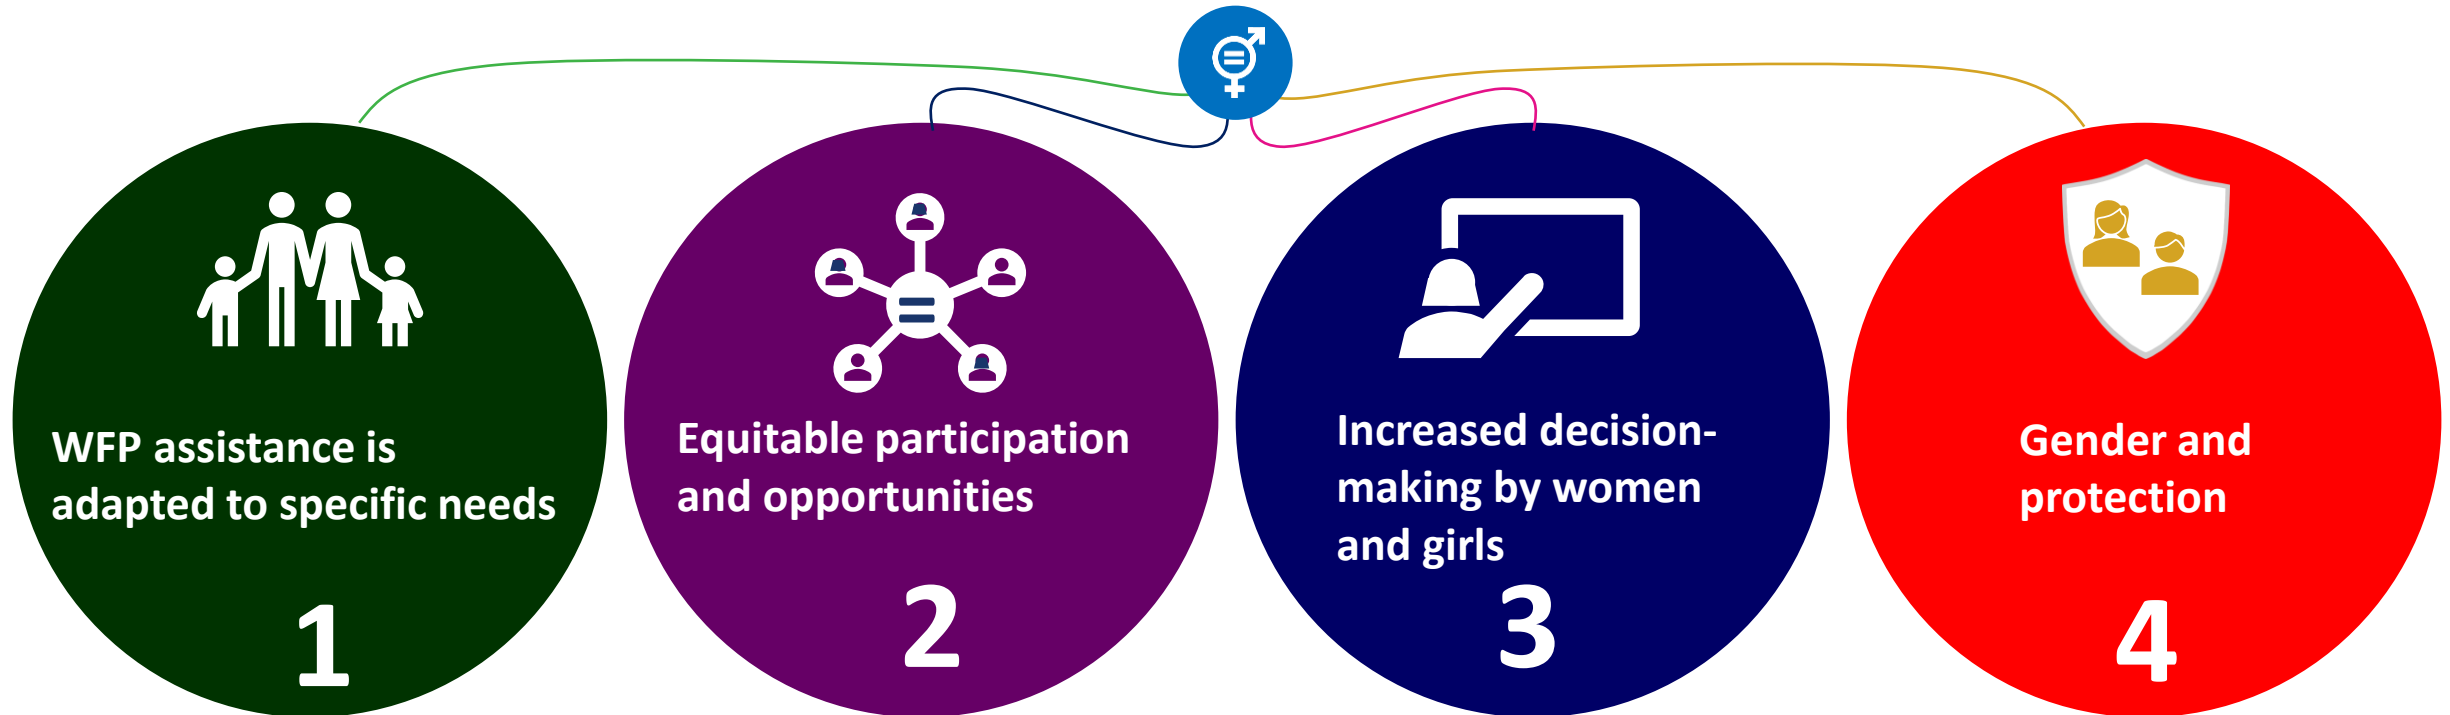 WFP assistance is
adapted to specific needs
1
Equitable participation
and opportunities
2
Increased decision-
making by women
and girls
3
Gender and
protection
4